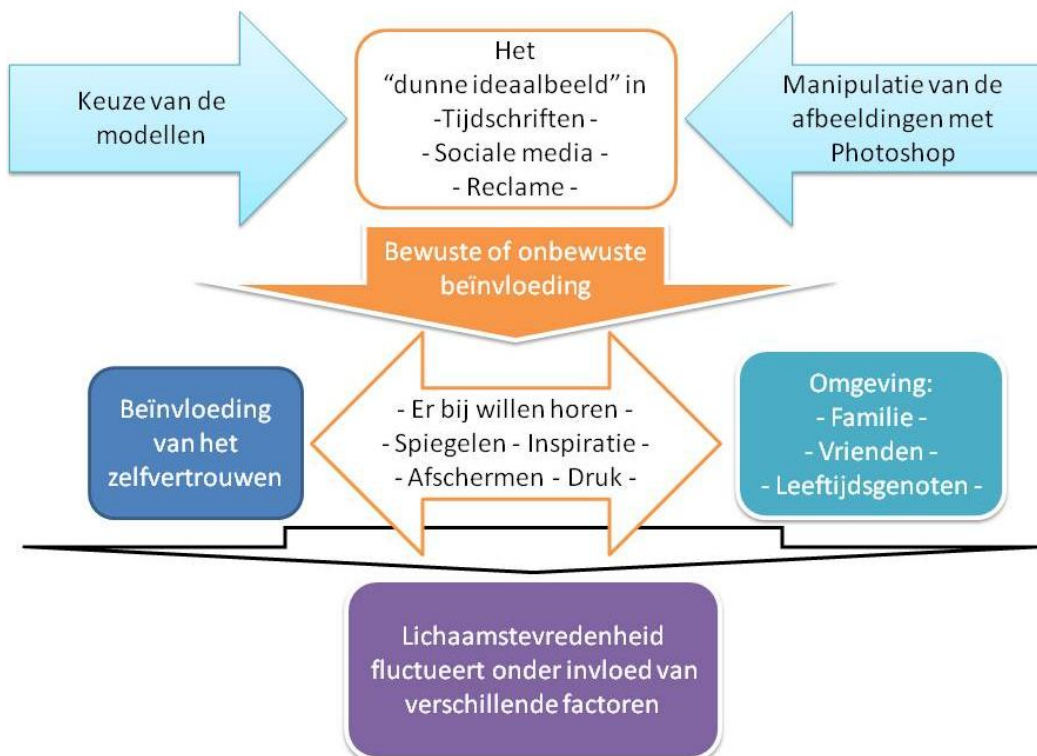 Keuze van de
modellen
Het
“dunne ideaalbeeld” in
-Tijdschriften -
- Sociale media -
- Reclame -
Manipulatie van de
afbeeldingen met
Photoshop
Bewuste of onbewuste
beïnvloeding
Beïnvloeding
van het
zelfvertrouwen
- Er bij willen horen -
- Spiegelen - Inspiratie -
- Afschermen - Druk -
Omgeving:
- Familie -
- Vrienden -
- Leeftijdsgenoten -
Lichaamstevredenheid
fluctueert onder invloed van
verschillende factoren